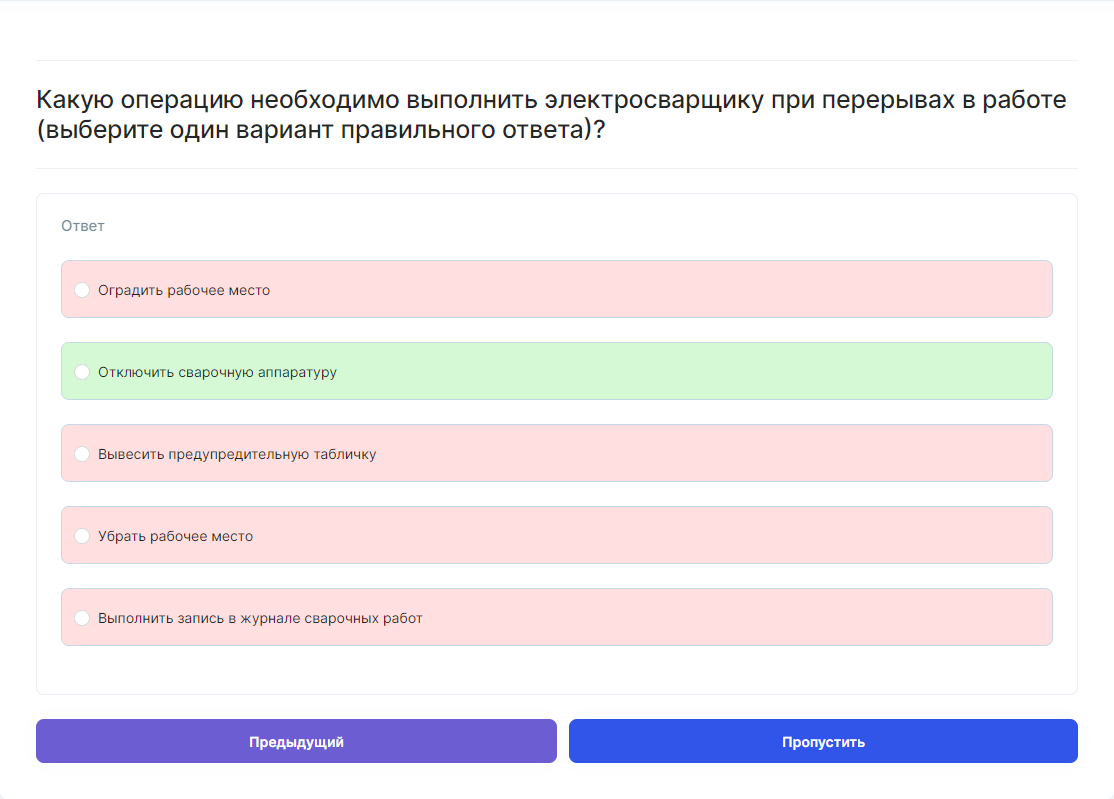 Какую операцию необходимо выполнить электросварщику при перерывах в работе
(выберите один вариант правильного ответа)?
Ответ
Оградить рабочее место
Отключить сварочную аппаратуру
Вывесить предупредительную табличку
Убрать рабочее место
Выполнить запись в журнале сварочных работ
Предыдущий
Пропустить